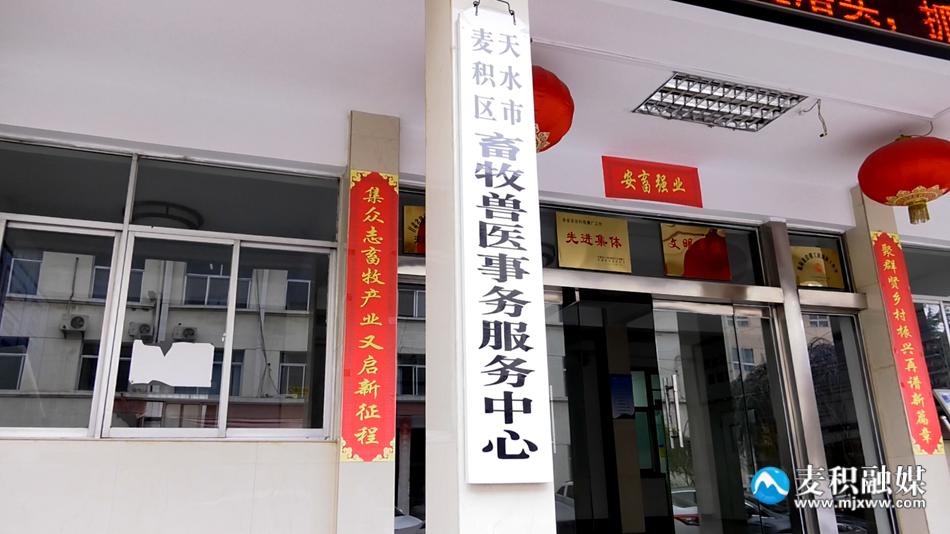 天水市
麦积区
畜牧兽医事务服务中心
安畜强业
集众志畜牧产业又启新征程
聚群贤乡村振兴再谱新篇章
先进集体
文明
麦积融媒
www.mjxww.com